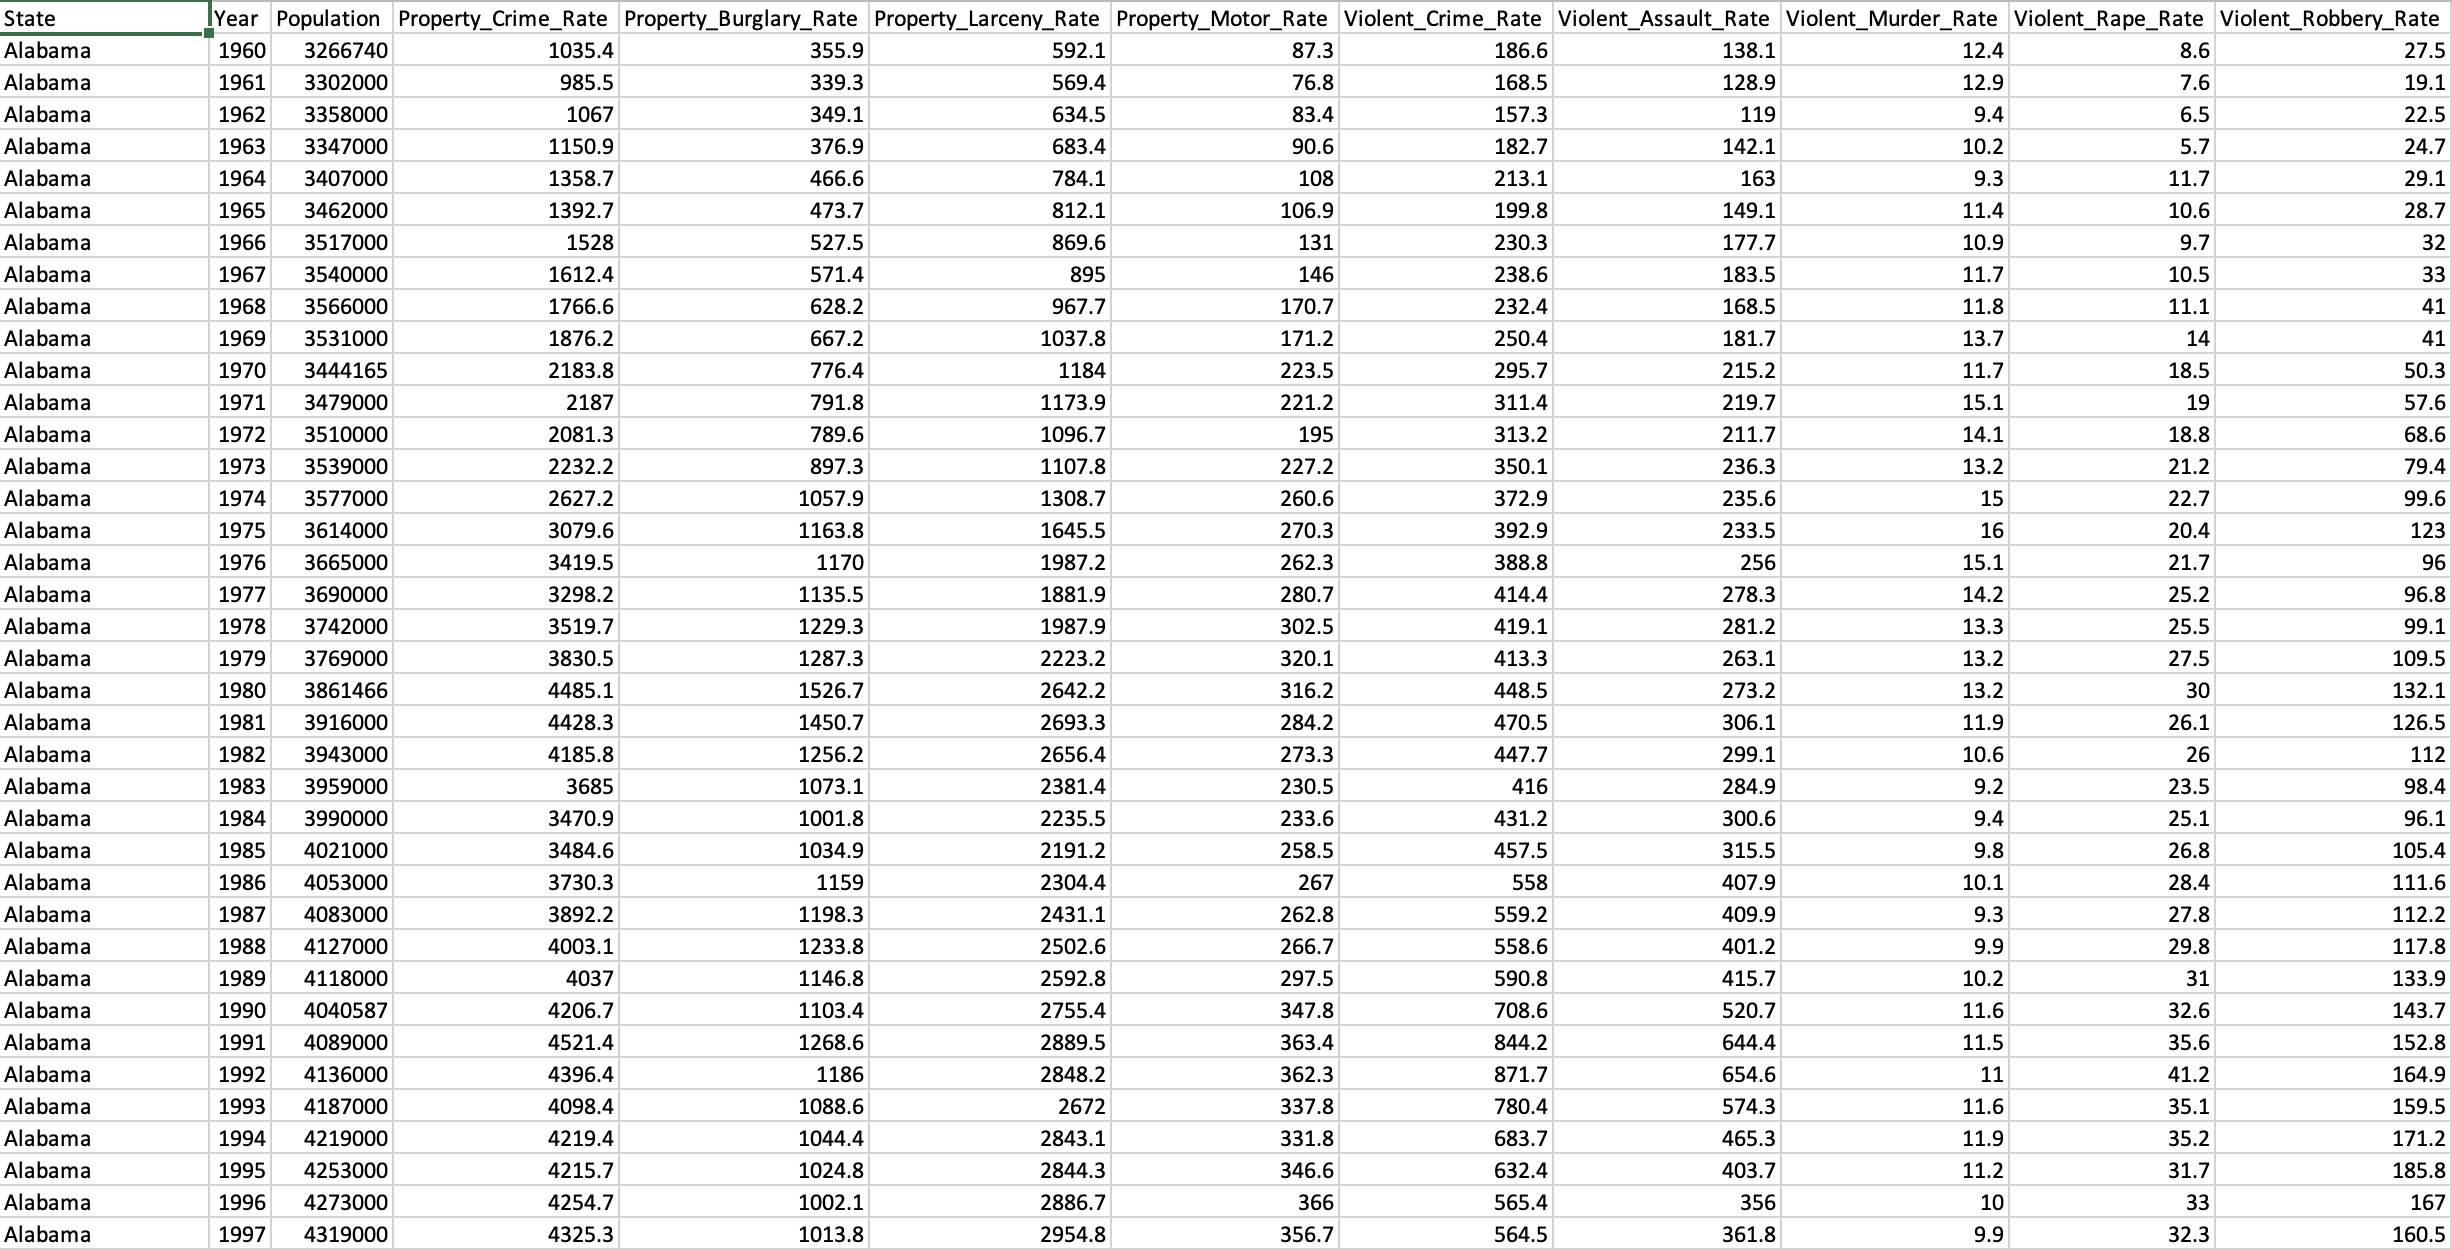 State Year Population Property_Crime_Rate Property_Burglary_Rate Property_Larceny_Rate Property_Motor_Rate Violent_Crime_Rate Violent_Assault_Rate Violent_Murder_Rate Violent_Rape_Rate Violent_Robbery_Rate
Alabama 1960 3266740 1035.4 355.9 592.1 87.3 186.6 138.1 12.4 8.6 27.5
Alabama 1961 3302000 985.5 339.3 569.4 76.8 168.5 128.9 12.9 7.6 19.1
Alabama 1962 3358000 1067 349.1 634.5 83.4 157.3 119 9.4 6.5 22.5
Alabama 1963 3347000 1150.9 376.9 683.4 90.6 182.7 142.1 10.2 5.7 24.7
Alabama 1964 3407000 1358.7 466.6 784.1 108 213.1 163 9.3 11.7 29.1
Alabama 1965 3462000 1392.7 473.7 812.1 106.9 199.8 149.1 11.4 10.6 28.7
Alabama 1966 3517000 1528 527.5 869.6 131 230.3 177.7 10.9 9.7 32
Alabama 1967 3540000 1612.4 571.4 895 146 238.6 183.5 11.7 10.5 33
Alabama 1968 3566000 1766.6 628.2 967.7 170.7 232.4 168.5 11.8 11.1 41
Alabama 1969 3531000 1876.2 667.2 1037.8 171.2 250.4 181.7 13.7 14 41
Alabama 1970 3444165 2183.8 776.4 1184 223.5 295.7 215.2 11.7 18.5 50.3
Alabama 1971 3479000 2187 791.8 1173.9 221.2 311.4 219.7 15.1 19 57.6
Alabama 1972 3510000 2081.3 789.6 1096.7 195 313.2 211.7 14.1 18.8 68.6
Alabama 1973 3539000 2232.2 897.3 1107.8 227.2 350.1 236.3 13.2 21.2 79.4
Alabama 1974 3577000 2627.2 1057.9 1308.7 260.6 372.9 235.6 15 22.7 99.6
Alabama 1975 3614000 3079.6 1163.8 1645.5 270.3 392.9 233.5 16 20.4 123
Alabama 1976 3665000 3419.5 1170 1987.2 262.3 388.8 256 15.1 21.7 96
Alabama 1977 3690000 3298.2 1135.5 1881.9 280.7 414.4 278.3 14.2 25.2 96.8
Alabama 1978 3742000 3519.7 1229.3 1987.9 302.5 419.1 281.2 13.3 25.5 99.1
Alabama 1979 3769000 3830.5 1287.3 2223.2 320.1 413.3 263.1 13.2 27.5 109.5
Alabama 1980 3861466 4485.1 1526.7 2642.2 316.2 448.5 273.2 13.2 30 132.1
Alabama 1981 3916000 4428.3 1450.7 2693.3 284.2 470.5 306.1 11.9 26.1 126.5
Alabama 1982 3943000 4185.8 1256.2 2656.4 273.3 447.7 299.1 10.6 26 112
Alabama 1983 3959000 3685 1073.1 2381.4 230.5 416 284.9 9.2 23.5 98.4
Alabama 1984 3990000 3470.9 1001.8 2235.5 233.6 431.2 300.6 9.4 25.1 96.1
Alabama 1985 4021000 3484.6 1034.9 2191.2 258.5 457.5 315.5 9.8 26.8 105.4
Alabama 1986 4053000 3730.3 1159 2304.4 267 558 407.9 10.1 28.4 111.6
Alabama 1987 4083000 3892.2 1198.3 2431.1 262.8 559.2 409.9 9.3 27.8 112.2
Alabama 1988 4127000 4003.1 1233.8 2502.6 266.7 558.6 401.2 9.9 29.8 117.8
Alabama 1989 4118000 4037 1146.8 2592.8 297.5 590.8 415.7 10.2 31 133.9
Alabama 1990 4040587 4206.7 1103.4 2755.4 347.8 708.6 520.7 11.6 32.6 143.7
Alabama 1991 4089000 4521.4 1268.6 2889.5 363.4 844.2 644.4 11.5 35.6 152.8
Alabama 1992 4136000 4396.4 1186 2848.2 362.3 871.7 654.6 11 41.2 164.9
Alabama 1993 4187000 4098.4 1088.6 2672 337.8 780.4 574.3 11.6 35.1 159.5
Alabama 1994 4219000 4219.4 1044.4 2843.1 331.8 683.7 465.3 11.9 35.2 171.2
Alabama 1995 4253000 4215.7 1024.8 2844.3 346.6 632.4 403.7 11.2 31.7 185.8
Alabama 1996 4273000 4254.7 1002.1 2886.7 366 565.4 356 10 33 167
Alabama 1997 4319000 4325.3 1013.8 2954.8 356.7 564.5 361.8 9.9 32.3 160.5